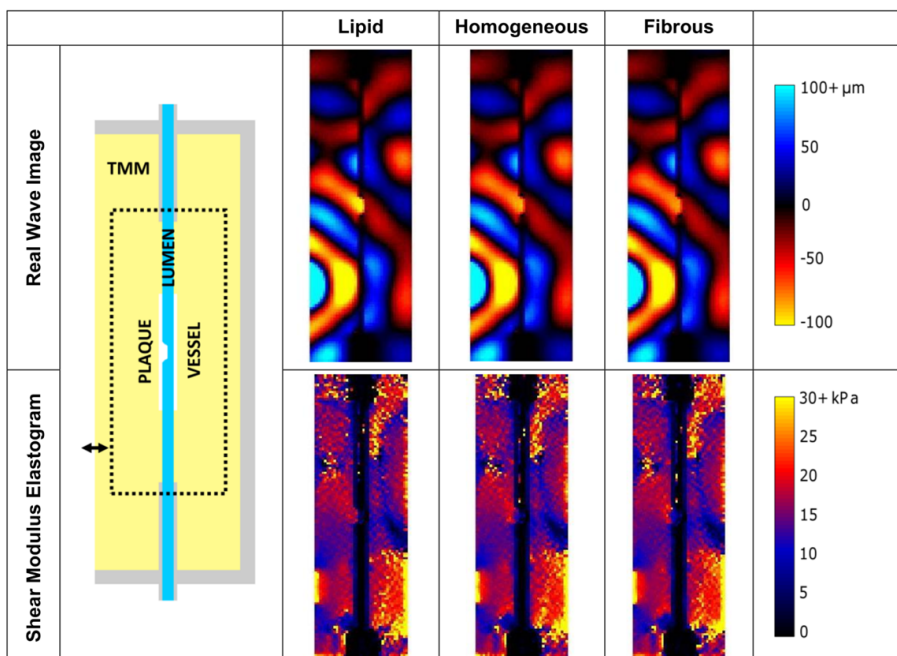 Lipid
Homogeneous
Fibrous
Real Wave Image
TMM
LUMEN
PLAQUE
VESSEL
100+ µm
50
0
-50
-100
Shear Modulus Elastogram
30+ kPa
25
20
15
10
5
0